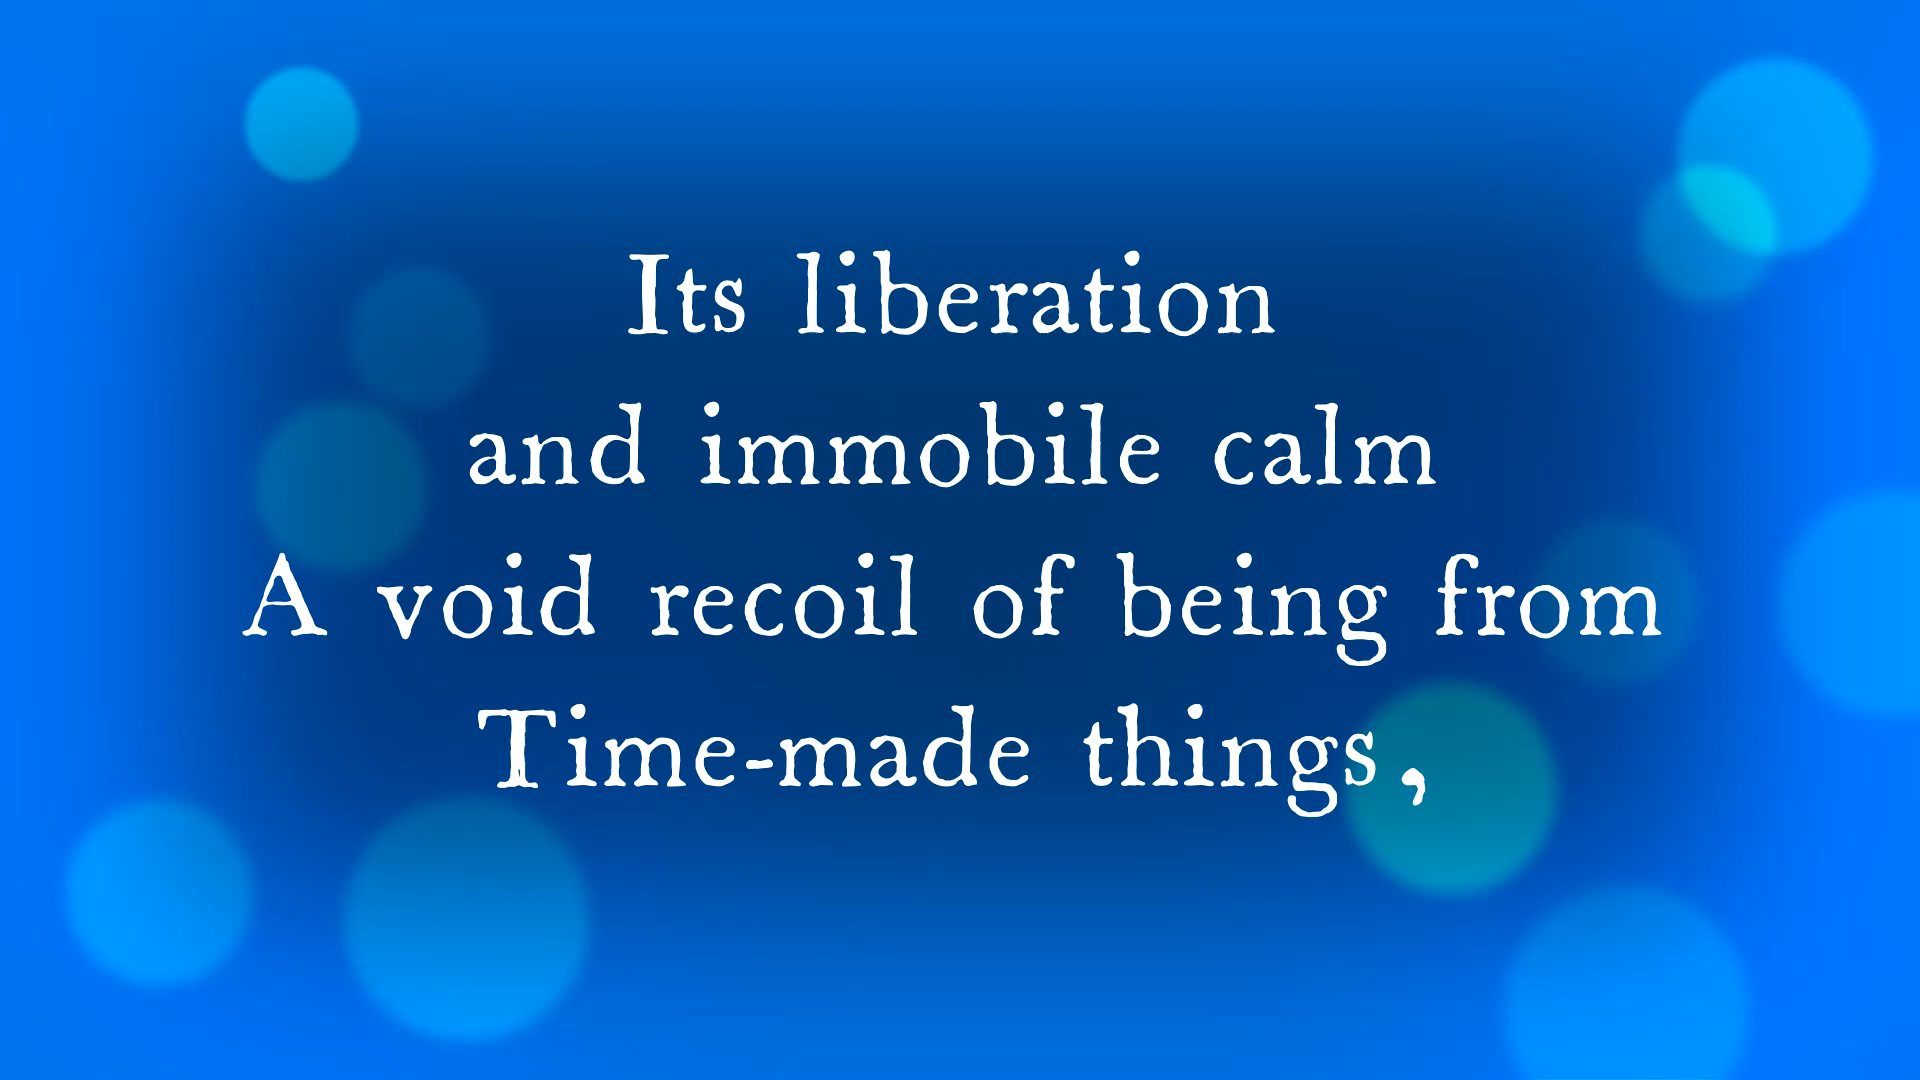 Its liberation
and immobile calm
A void recoil of being from
Time-made things,